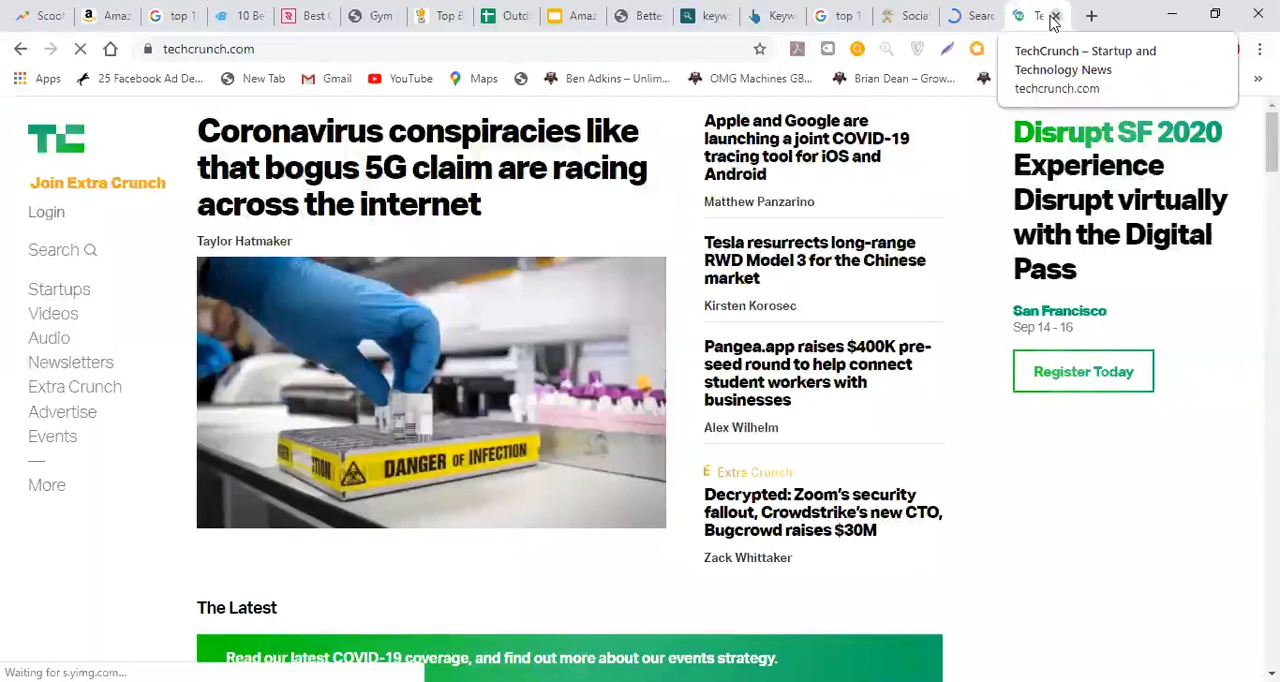 Scoot
Amaz
top 1
10 Be
Best
Gym
Top B
Outd
Amaz
Bette
keyw
Keyw
top 1
Socia
Searc
Te
techcrunch.com
TechCrunch – Startup and
Technology News
techcrunch.com
Apps
25 Facebook Ad De...
New Tab
Gmail
YouTube
Maps
Ben Adkins – Unlim...
OMG Machines GB...
Brian Dean – Grow...
TC
Join Extra Crunch
Login
Search
Startups
Videos
Audio
Newsletters
Extra Crunch
Advertise
Events
More
Coronavirus conspiracies like
that bogus 5G claim are racing
across the internet
Taylor Hatmaker
DANGER OF INFECTION
Apple and Google are
launching a joint COVID-19
tracing tool for iOS and
Android
Matthew Panzarino
Tesla resurrects long-range
RWD Model 3 for the Chinese
market
Kirsten Korosec
Pangea.app raises $400K pre-
seed round to help connect
student workers with
businesses
Alex Wilhelm
Extra Crunch
Decrypted: Zoom's security
fallout, Crowdstrike's new CTO,
Bugcrowd raises $30M
Zack Whittaker
Disrupt SF 2020
Experience
Disrupt virtually
with the Digital
Pass
San Francisco
Sep 14 - 16
Register Today
The Latest
Read our latest COVID-19 coverage, and find out more about our events strategy.
Waiting for s.yimg.com...